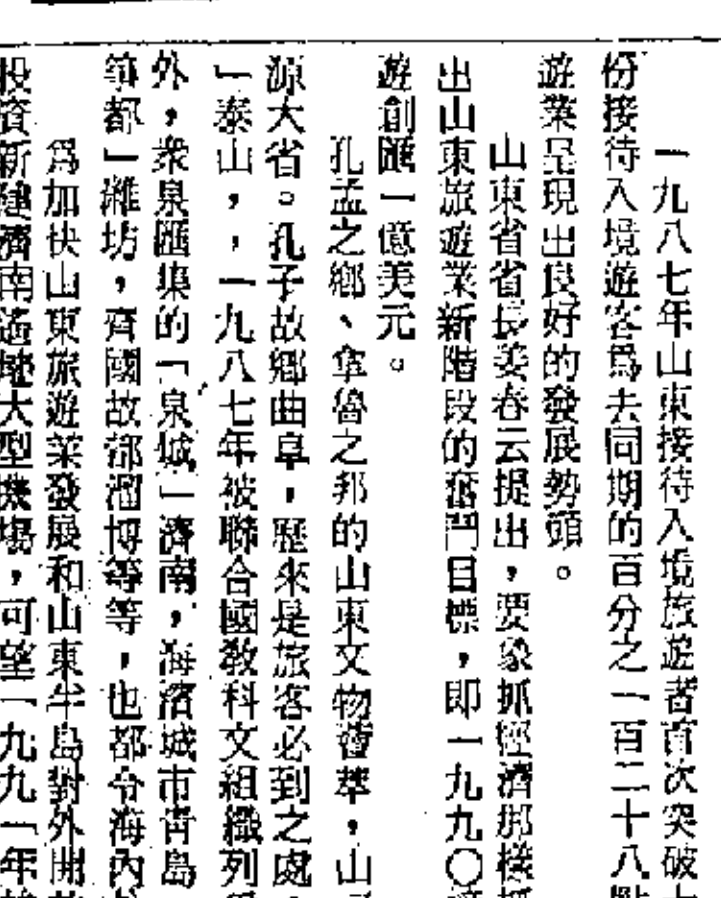 一九八七年山東接待入境旅遊者首次突破
份接待入境遊客爲去同期的百分之一百二十八點
遊業呈現出良好的發展勢頭。
山東省省長姜春云提出，要象抓經濟那樣抓
出山東旅遊業新階段的奮鬥目標，即一九九〇
遊創匯一億美元。
孔孟之鄉、齊魯之邦的山東文物薈萃，山
源大省。孔子故鄉曲阜，歷來是旅客必到之處，
」泰山，，一九八七年被聯合國敎科文組織列
外，衆泉匯集的「泉城」濟南，海濱城市青島
箏都」濰坊，齊國故都淄博等等，也都令海內
爲加快山東旅遊業發展和山東半島對外開
投資新建濟南遙墻大型機場，可望一九九一年